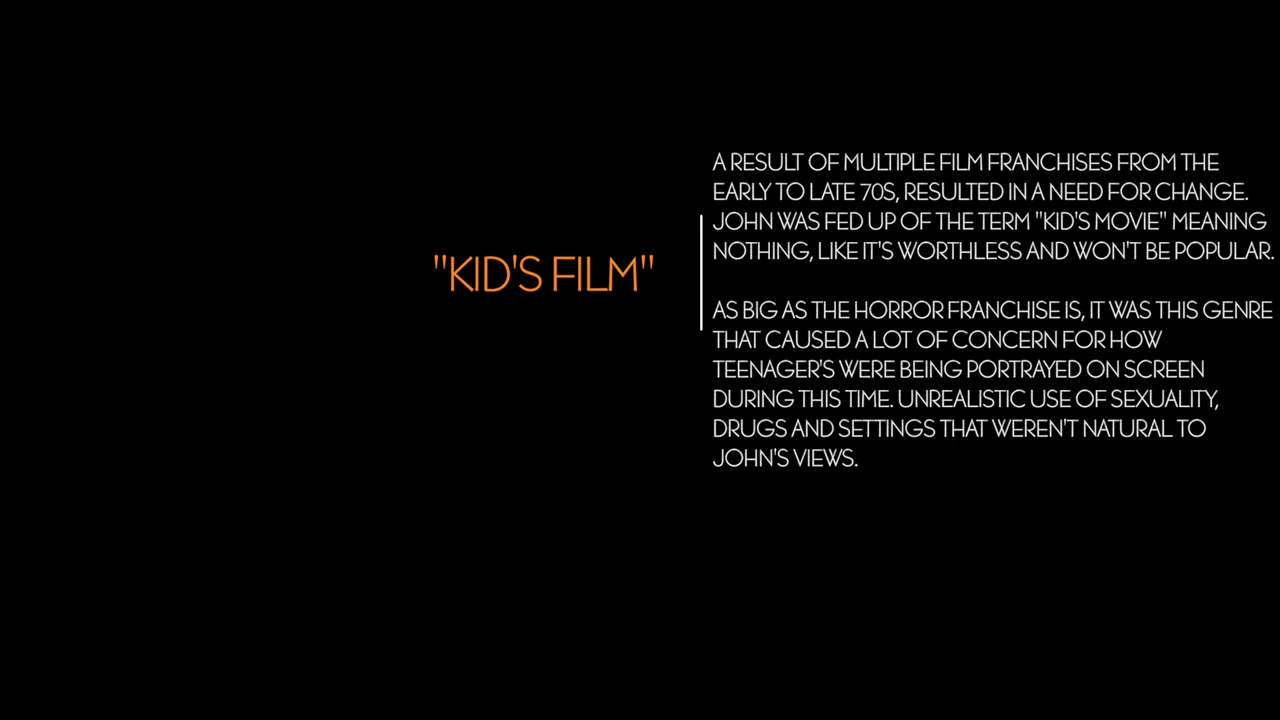 "KID'S FILM"
A RESULT OF MULTIPLE FILM FRANCHISES FROM THE
EARLY TO LATE 70S, RESULTED IN A NEED FOR CHANGE.
JOHN WAS FED UP OF THE TERM "KID'S MOVIE" MEANING
NOTHING, LIKE IT'S WORTHLESS AND WON'T BE POPULAR.
AS BIG AS THE HORROR FRANCHISE IS, IT WAS THIS GENRE
THAT CAUSED A LOT OF CONCERN FOR HOW
TEENAGER'S WERE BEING PORTRAYED ON SCREEN
DURING THIS TIME. UNREALISTIC USE OF SEXUALITY,
DRUGS AND SETTINGS THAT WEREN'T NATURAL TO
JOHN'S VIEWS.